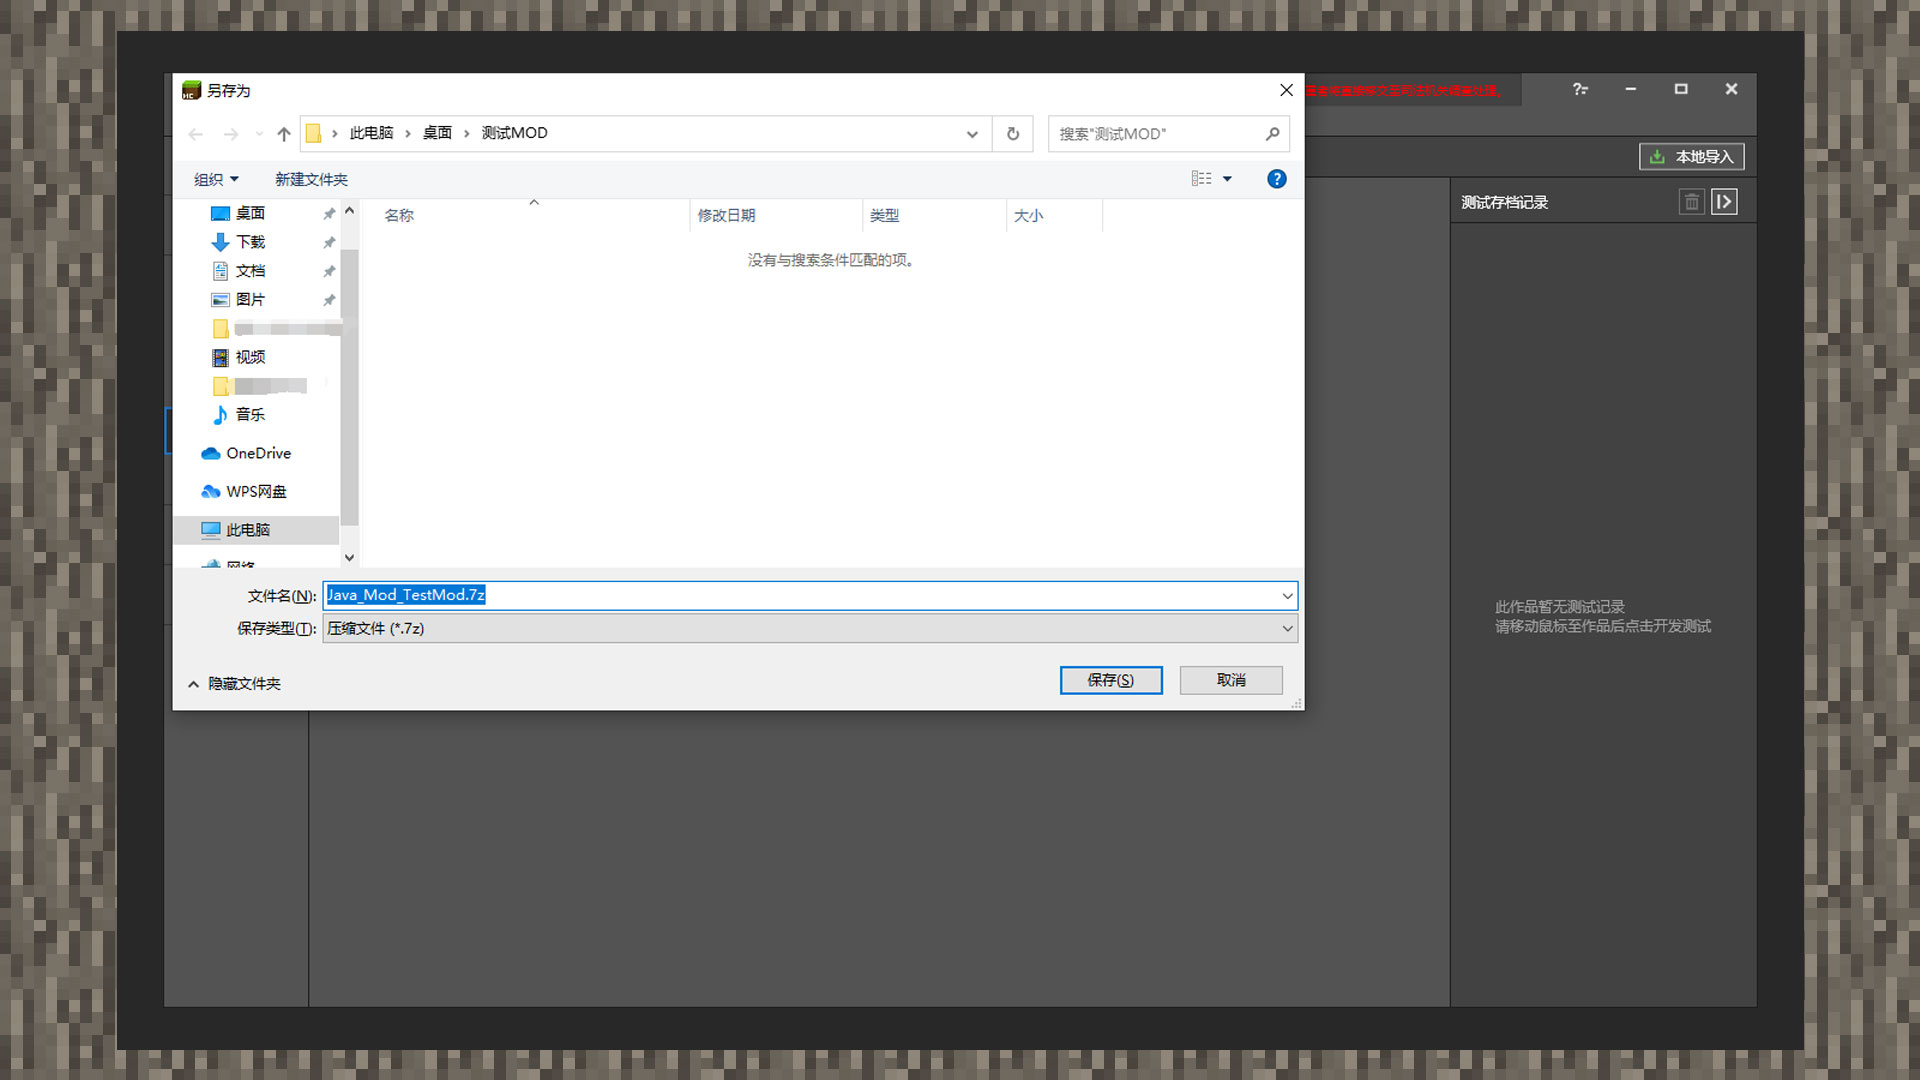 另存为
此电脑 › 桌面 › 测试MOD
搜索"测试MOD"
组织
新建文件夹
桌面
下载
文档
图片
视频
音乐
OneDrive
WPS网盘
此电脑
网络
名称
修改日期
类型
大小
没有与搜索条件匹配的项。
文件名(N):
Java_Mod_TestMod.7z
保存类型(T):
压缩文件 (*.7z)
隐藏文件夹
保存(S)
取消
本地导入
测试存档记录
此作品暂无测试记录
请移动鼠标至作品后点击开发测试